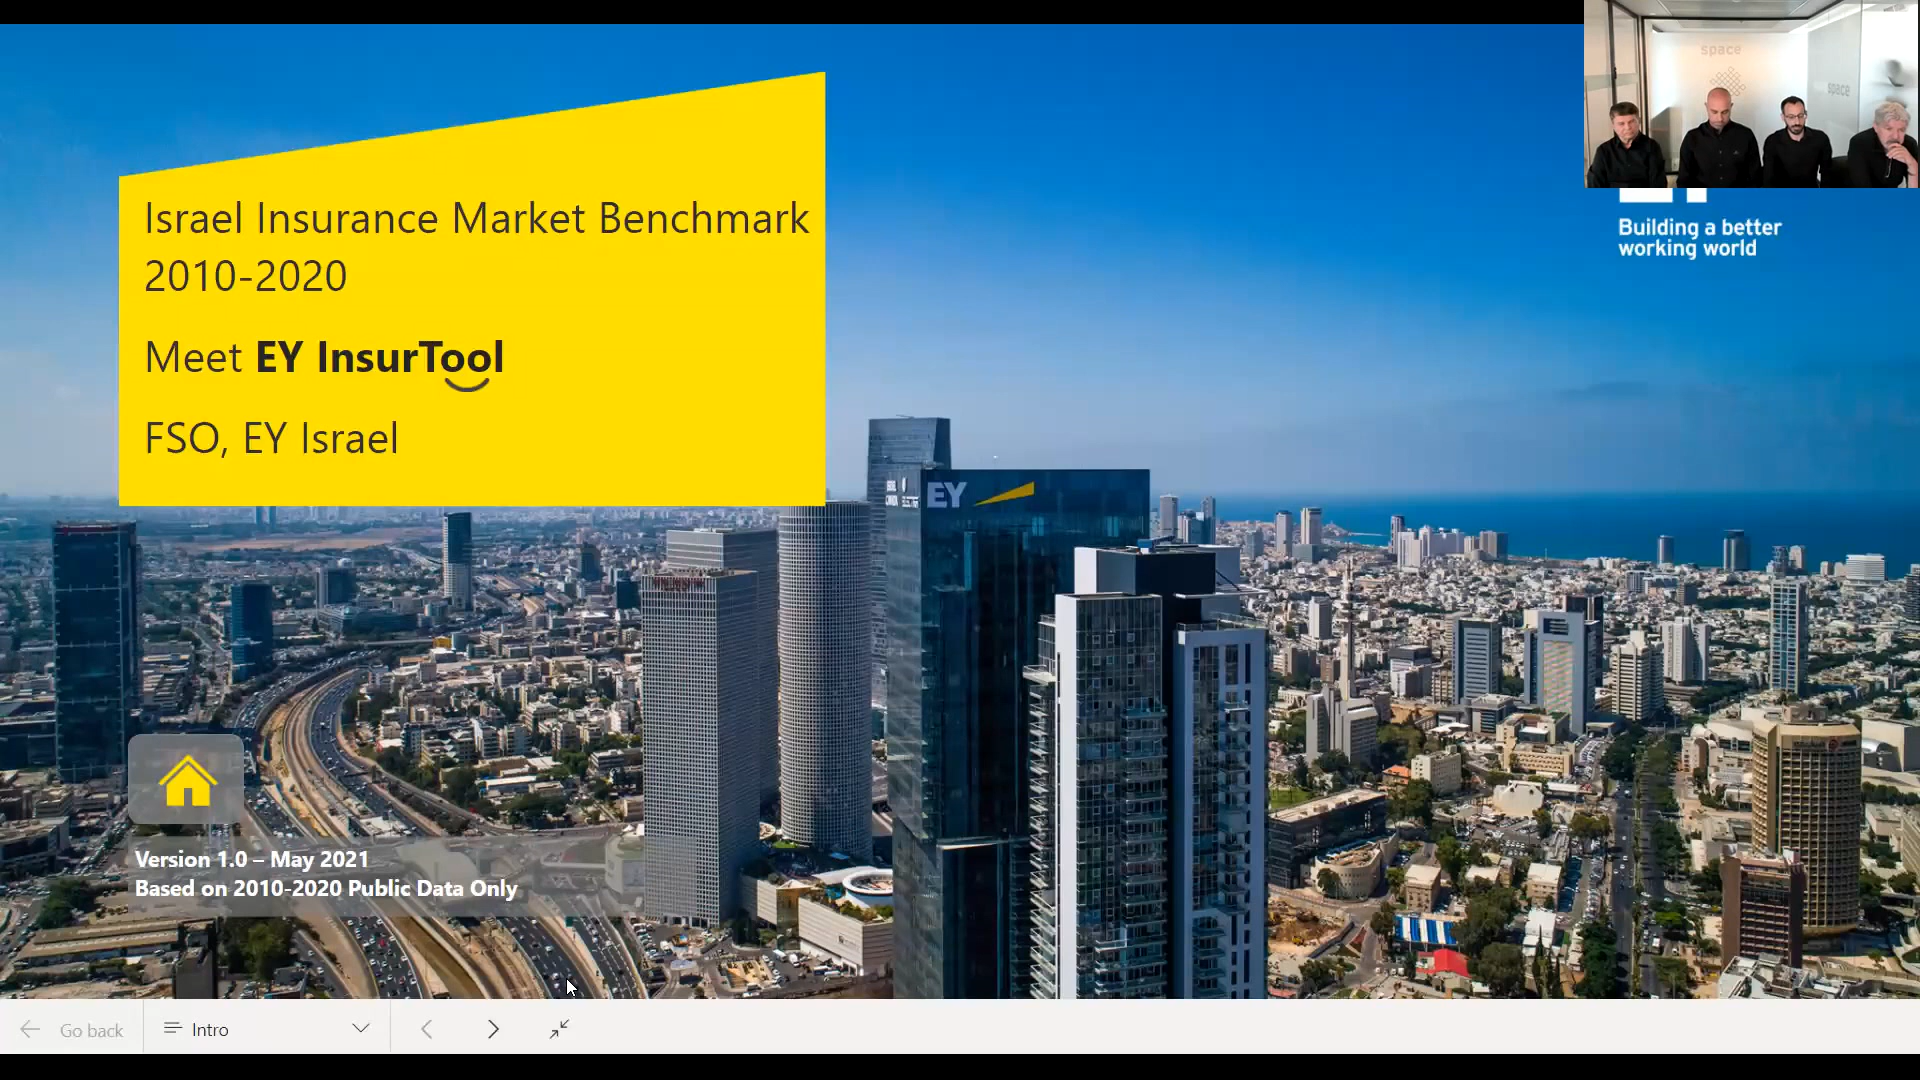 space
space
Israel Insurance Market Benchmark
2010-2020
Meet EY InsurTool
FSO, EY Israel
Building a better
working world
EY
Version 1.0 – May 2021
Based on 2010-2020 Public Data Only
Go back
Intro